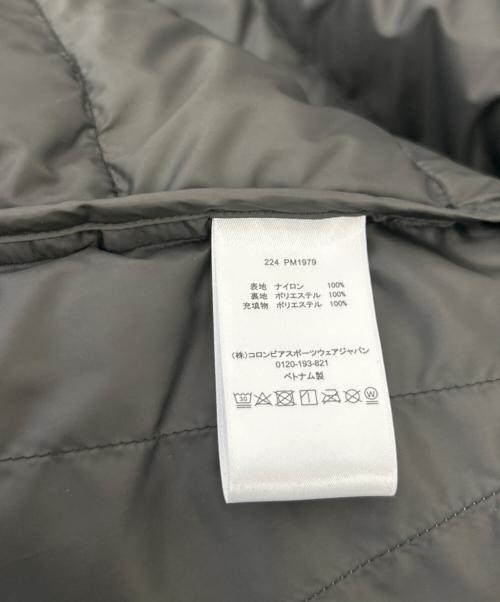 224 PM1979
表地 ナイロン 100%
裏地 ポリエステル 100%
充填物 ポリエステル 100%
(株)コロンビアスポーツウェアジャパン
0120-193-821
ベトナム製
30 W